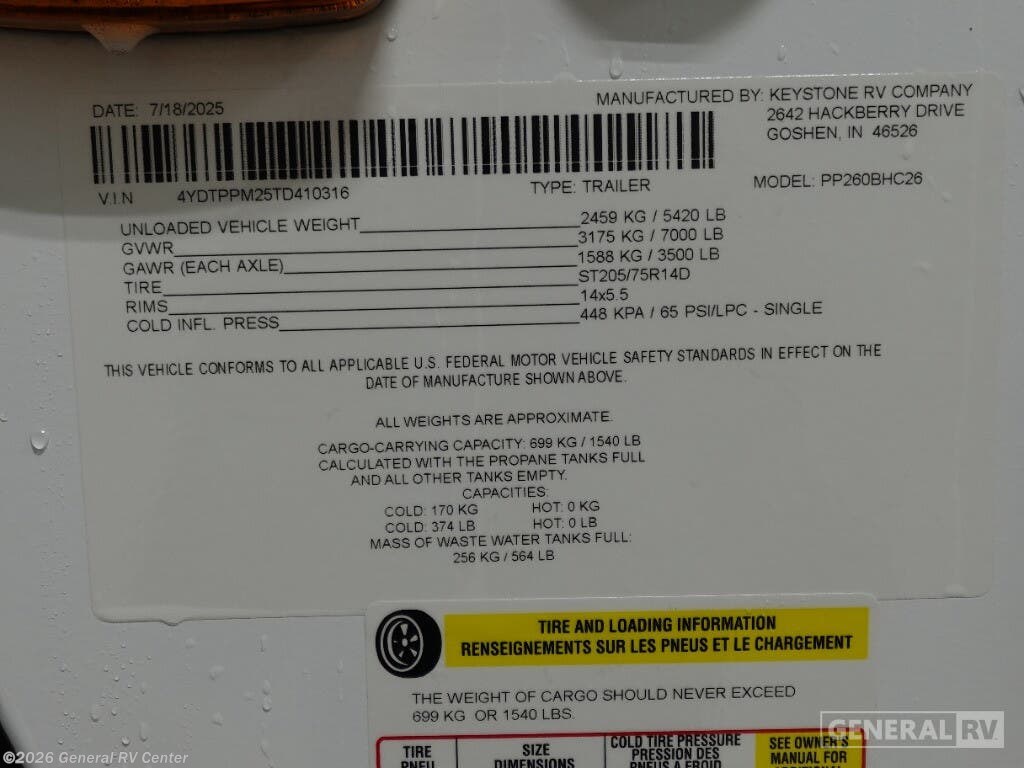 DATE: 7/18/2025
MANUFACTURED BY: KEYSTONE RV COMPANY
2642 HACKBERRY DRIVE
GOSHEN, IN 46526
V.I.N 4YDTPPM25TD410316 TYPE: TRAILER MODEL: PP260BHC26
UNLOADED VEHICLE WEIGHT 2459 KG / 5420 LB
GVWR 3175 KG / 7000 LB
GAWR (EACH AXLE) 1588 KG / 3500 LB
TIRE ST205/75R14D
RIMS 14x5.5
COLD INFL. PRESS 448 KPA / 65 PSI/LPC - SINGLE
THIS VEHICLE CONFORMS TO ALL APPLICABLE U.S. FEDERAL MOTOR VEHICLE SAFETY STANDARDS IN EFFECT ON THE
DATE OF MANUFACTURE SHOWN ABOVE.
ALL WEIGHTS ARE APPROXIMATE.
CARGO-CARRYING CAPACITY: 699 KG / 1540 LB
CALCULATED WITH THE PROPANE TANKS FULL
AND ALL OTHER TANKS EMPTY.
CAPACITIES:
COLD: 170 KG HOT: 0 KG
COLD: 374 LB HOT: 0 LB
MASS OF WASTE WATER TANKS FULL:
256 KG / 564 LB
TIRE AND LOADING INFORMATION
RENSEIGNEMENTS SUR LES PNEUS ET LE CHARGEMENT
THE WEIGHT OF CARGO SHOULD NEVER EXCEED
699 KG OR 1540 LBS.
TIRE SIZE COLD TIRE PRESSURE SEE OWNER'S
PNEU DIMENSIONS PRESSION DES MANUAL FOR
PNEUS A FROID ADDITIONAL
GENERAL RV
©2026 General RV Center